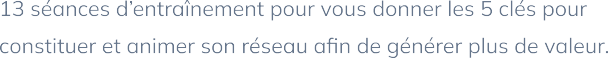 13 séances d’entraînement pour vous donner les 5 clés pour
constituer et animer son réseau afin de générer plus de valeur.